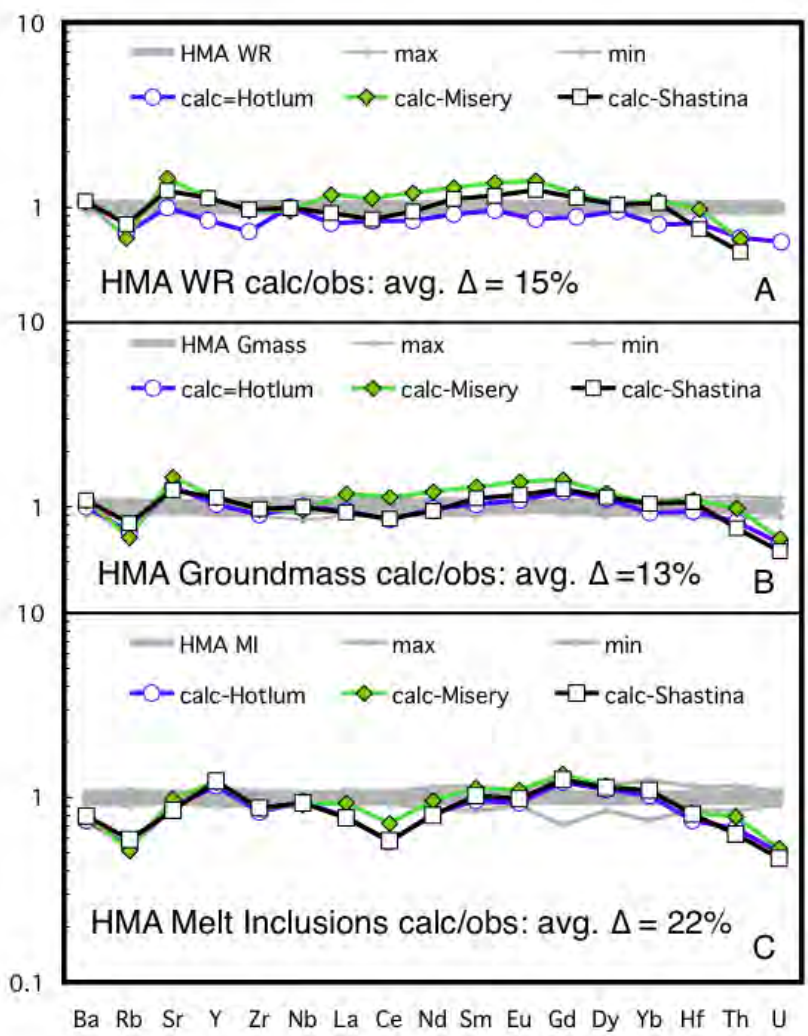 10
HMA WR max min
calc=Hotlum calc-Misery calc-Shastina
1
HMA WR calc/obs: avg. Δ = 15% A
10
HMA Gmass max min
calc=Hotlum calc-Misery calc-Shastina
1
HMA Groundmass calc/obs: avg. Δ =13% B
10
HMA MI max min
calc-Hotlum calc-Misery calc-Shastina
1
HMA Melt Inclusions calc/obs: avg. Δ = 22% C
0.1
Ba Rb Sr Y Zr Nb La Ce Nd Sm Eu Gd Dy Yb Hf Th U